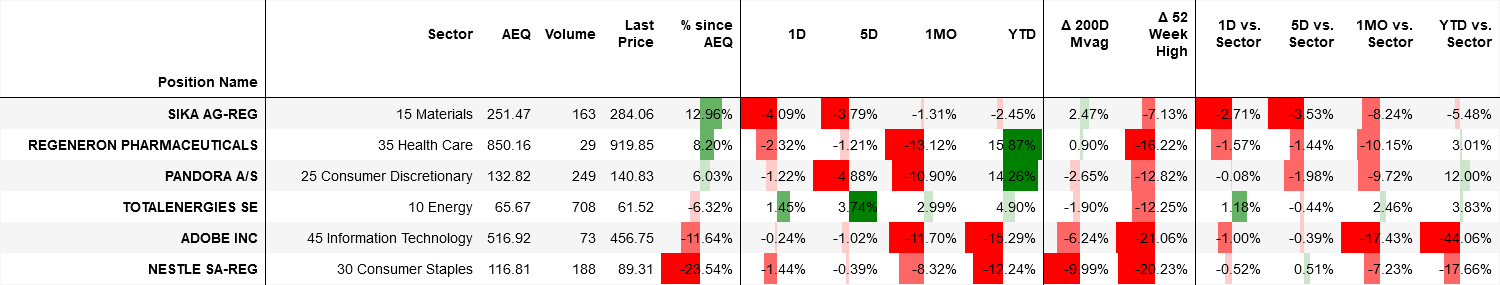 Position Name Sector AEQ Volume Last Price % since AEQ 1D 5D 1MO YTD Δ 200D Mvag Δ 52 Week High 1D vs. Sector 5D vs. Sector 1MO vs. Sector YTD vs. Sector
SIKA AG-REG 15 Materials 251.47 163 284.06 12.96% -4.09% -3.79% -1.31% -2.45% 2.47% -7.13% -2.71% -3.53% -8.24% -5.48%
REGENERON PHARMACEUTICALS 35 Health Care 850.16 29 919.85 8.20% -2.32% -1.21% -13.12% 15.87% 0.90% -16.22% -1.57% -1.44% -10.15% 3.01%
PANDORA A/S 25 Consumer Discretionary 132.82 249 140.83 6.03% -1.22% -4.88% -10.90% 14.26% -2.65% -12.82% -0.08% -1.98% -9.72% 12.00%
TOTALENERGIES SE 10 Energy 65.67 708 61.52 -6.32% 1.45% 3.74% 2.99% 4.90% -1.90% -12.25% 1.18% -0.44% 2.46% 3.83%
ADOBE INC 45 Information Technology 516.92 73 456.75 -11.64% -0.24% -1.02% -11.70% -15.29% -6.24% -21.06% -1.00% -0.39% -17.43% -44.06%
NESTLE SA-REG 30 Consumer Staples 116.81 188 89.31 -23.54% -1.44% -0.39% -8.32% -12.24% -9.99% -20.23% -0.52% 0.51% -7.23% -17.66%